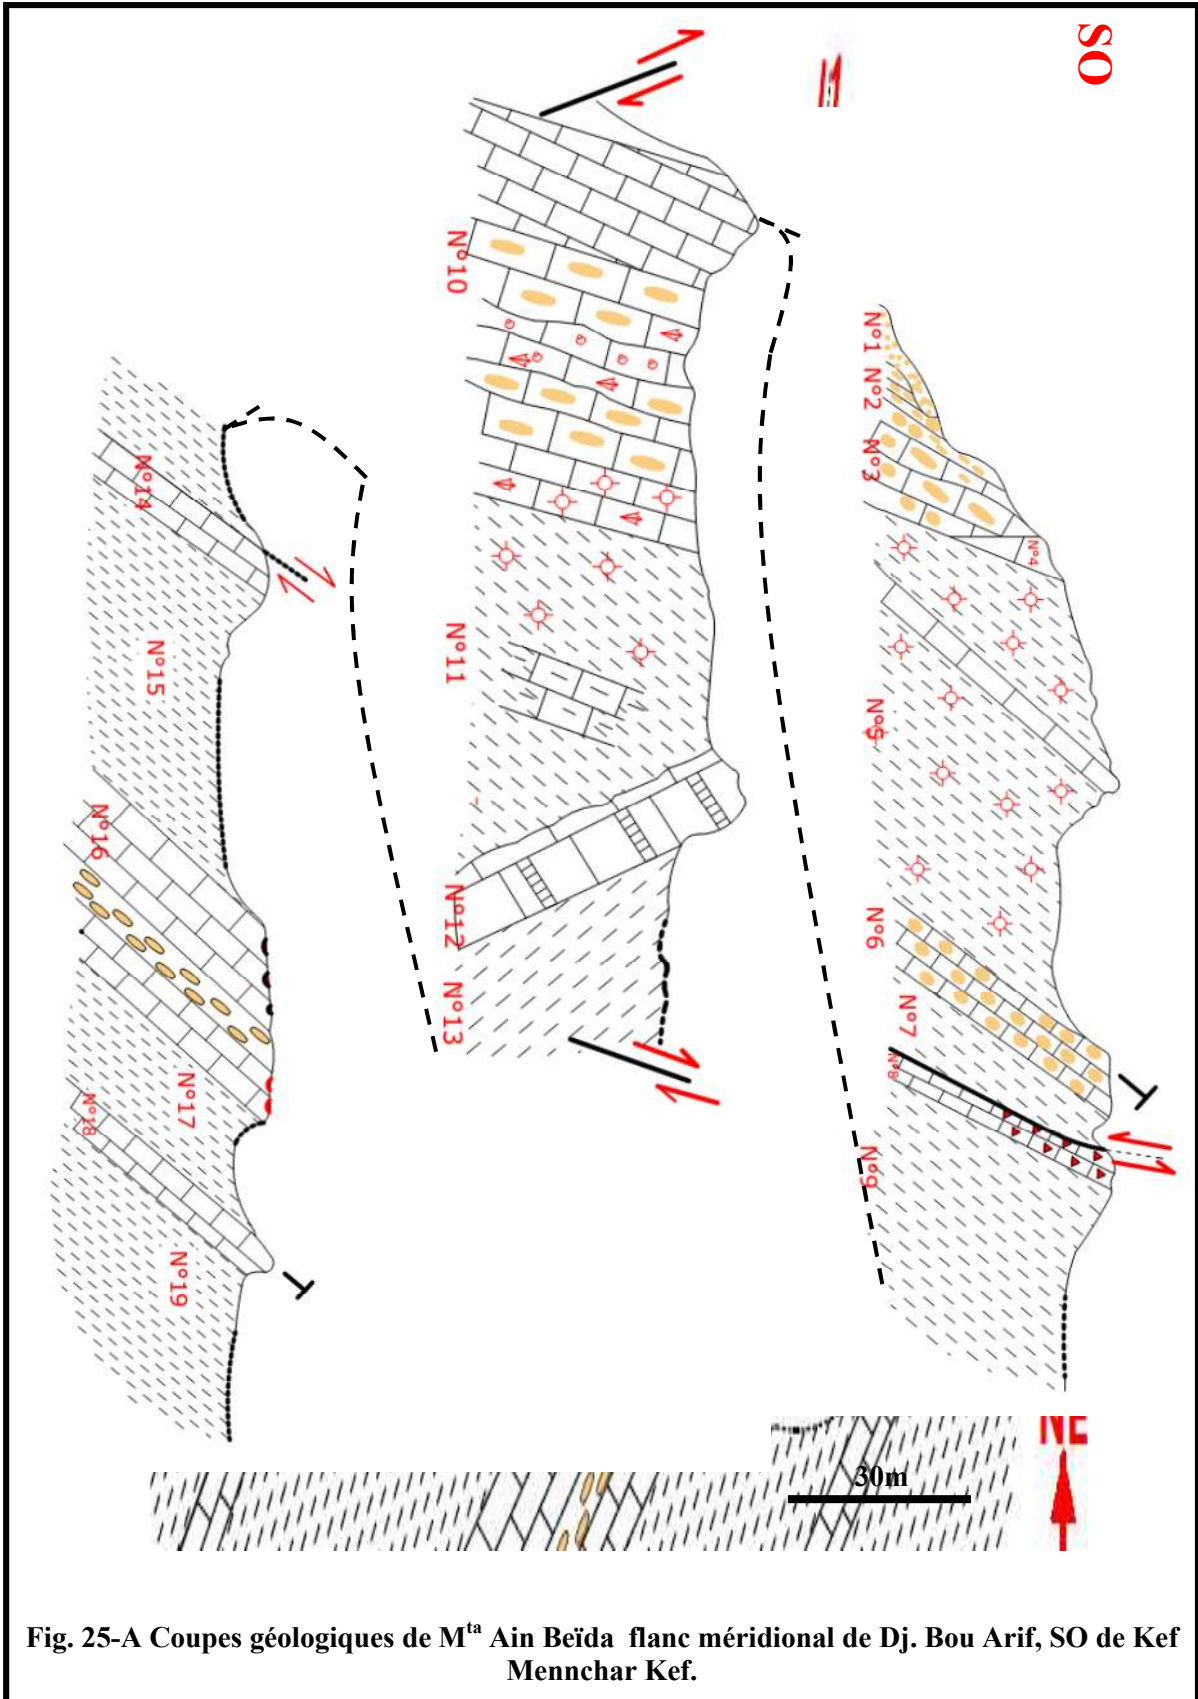 SO
N°1
N°2
N°3
N°4
N°5
N°6
N°7
N°8
N°9
N°10
N°11
N°12
N°13
N°14
N°15
N°16
N°17
N°18
N°19
NE
30m
Fig. 25-A Coupes géologiques de Mta Ain Beïda flanc méridional de Dj. Bou Arif, SO de Kef
Mennchar Kef.